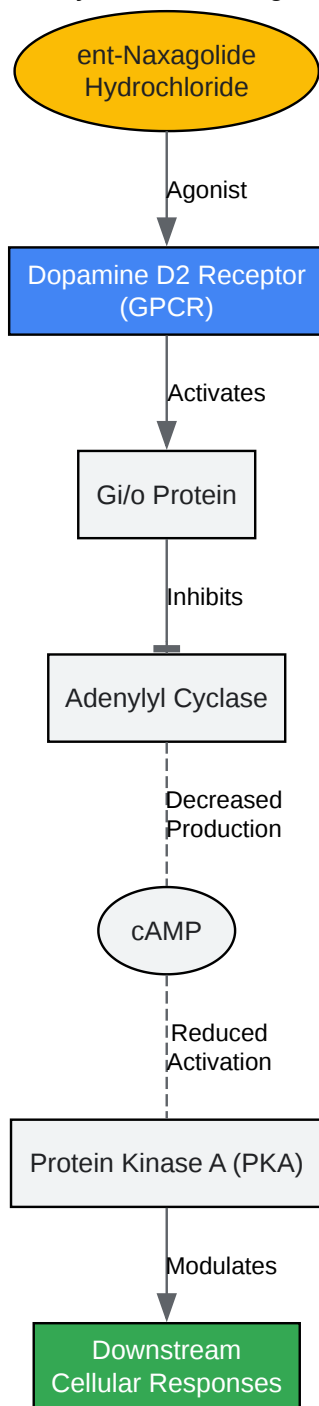 ent-Naxagolide
Hydrochloride
Agonist
Dopamine D2 Receptor
(GPCR)
Activates
Gi/o Protein
Inhibits
Adenylyl Cyclase
Decreased
Production
cAMP
Reduced
Activation
Protein Kinase A (PKA)
Modulates
Downstream
Cellular Responses